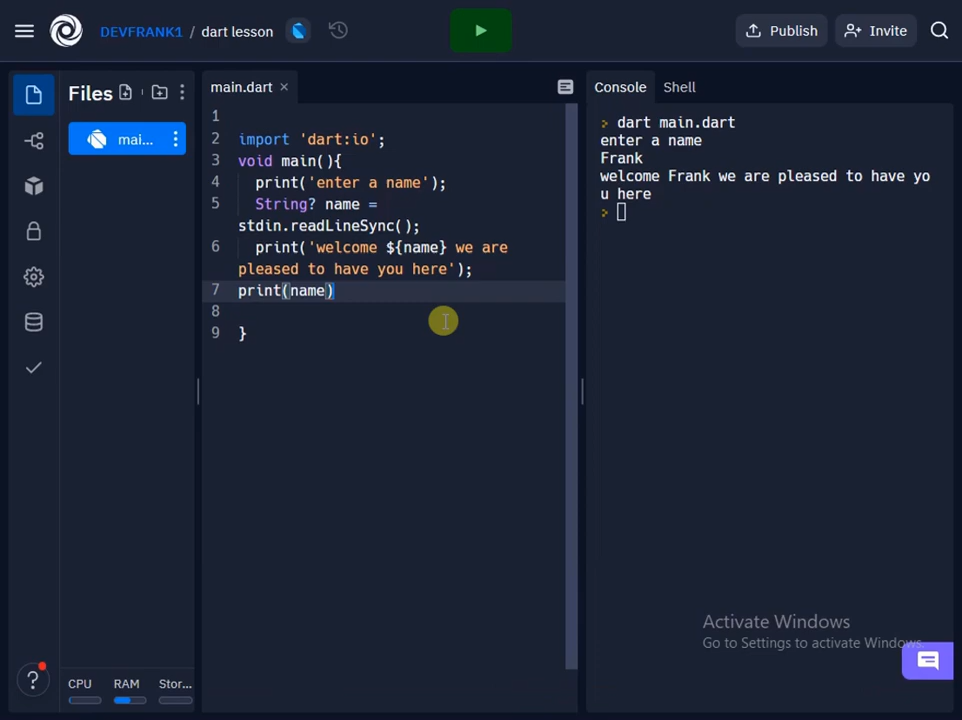 DEVFRANK1 / dart lesson
Publish
Invite
Files
mai...
main.dart ×
Console
Shell
1
2 import 'dart:io';
3 void main(){
4 print('enter a name');
5 String? name =
stdin.readLineSync();
6 print('welcome ${name} we are
pleased to have you here');
7 print(name)
8
9 }
> dart main.dart
enter a name
Frank
welcome Frank we are pleased to have yo
u here
>
Activate Windows
Go to Settings to activate Windows.
?
CPU
RAM
Stor...